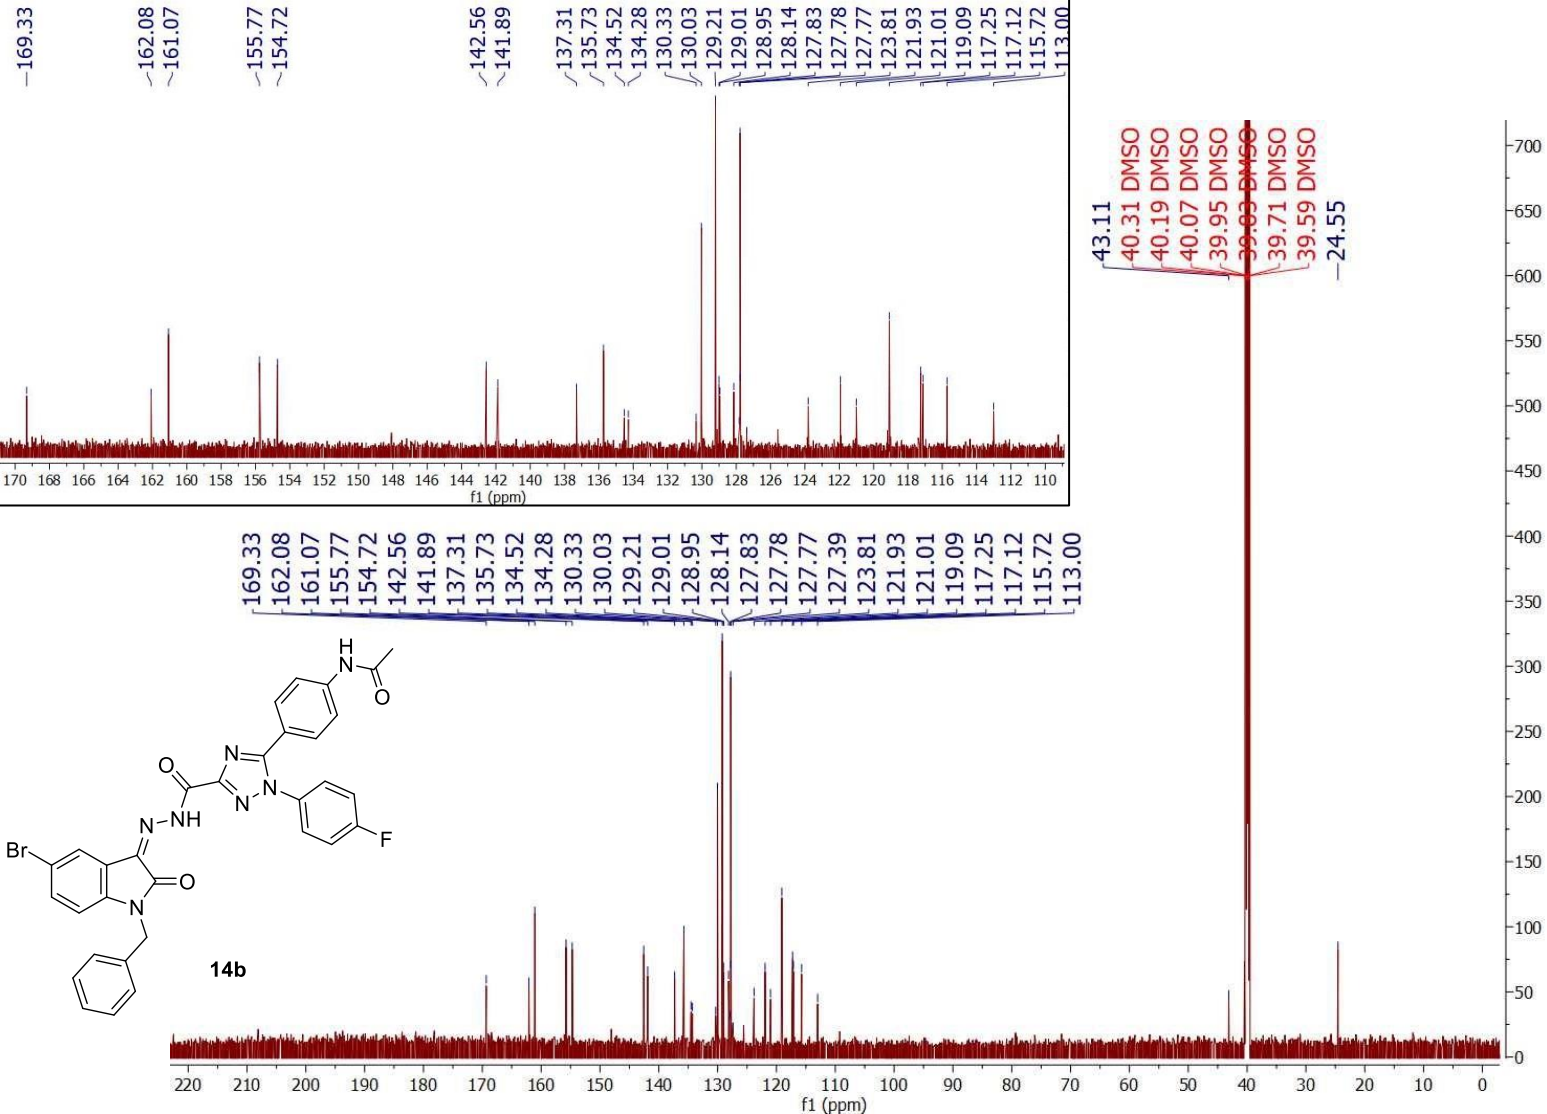 169.33 162.08 161.07 155.77 154.72 142.56 141.89 137.31 135.73 134.52 134.28 130.33 130.03 129.21 129.01 128.95 128.14 127.83 127.78 127.77 123.81 121.93 121.01 119.09 117.25 117.12 115.72 113.00
170 168 166 164 162 160 158 156 154 152 150 148 146 144 142 140 138 136 134 132 130 128 126 124 122 120 118 116 114 112 110
f1 (ppm)
43.11
40.31 DMSO
40.19 DMSO
40.07 DMSO
39.95 DMSO
39.83 DMSO
39.71 DMSO
39.59 DMSO
24.55
700
650
600
550
500
450
400
350
300
250
200
150
100
50
0
169.33 162.08 161.07 155.77 154.72 142.56 141.89 137.31 135.73 134.52 134.28 130.33 130.03 129.21 129.01 128.95 128.14 127.83 127.78 127.77 127.39 123.81 121.93 121.01 119.09 117.25 117.12 115.72 113.00
H
N
O
N
O
N
N
N
NH
F
N
Br
O
N
14b
220 210 200 190 180 170 160 150 140 130 120 110 100 90 80 70 60 50 40 30 20 10 0
f1 (ppm)